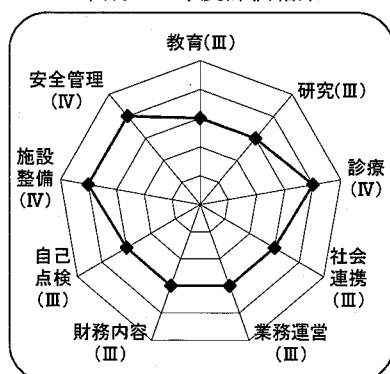 教育(Ⅲ)
研究(Ⅲ)
診療
(Ⅳ)
社会
連携
(Ⅲ)
業務運営
(Ⅲ)
財務内容
(Ⅲ)
自己
点検
(Ⅲ)
施設
整備
(Ⅳ)
安全管理
(Ⅳ)